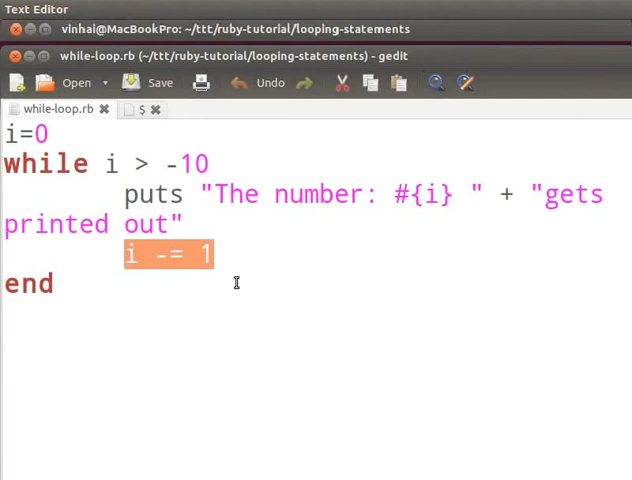 Text Editor
vinhai@MacBookPro: ~/ttt/ruby-tutorial/looping-statements
while-loop.rb (~/ttt/ruby-tutorial/looping-statements) - gedit
Open Save Undo
while-loop.rb $
i=0
while i > -10
puts "The number: #{i} " + "gets
printed out"
i -= 1
end